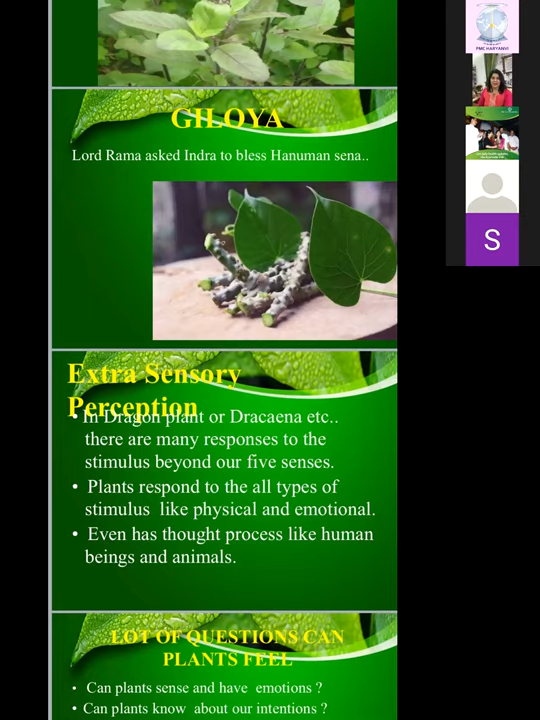 PMC HARYANVI
GILOYA
Lord Rama asked Indra to bless Hanuman sena..
S
Extra Sensory
Perception
• In Dragon plant or Dracaena etc..
there are many responses to the
stimulus beyond our five senses.
• Plants respond to the all types of
stimulus like physical and emotional.
• Even has thought process like human
beings and animals.
LOT OF QUESTIONS CAN
PLANTS FEEL
• Can plants sense and have emotions ?
• Can plants know about our intentions ?